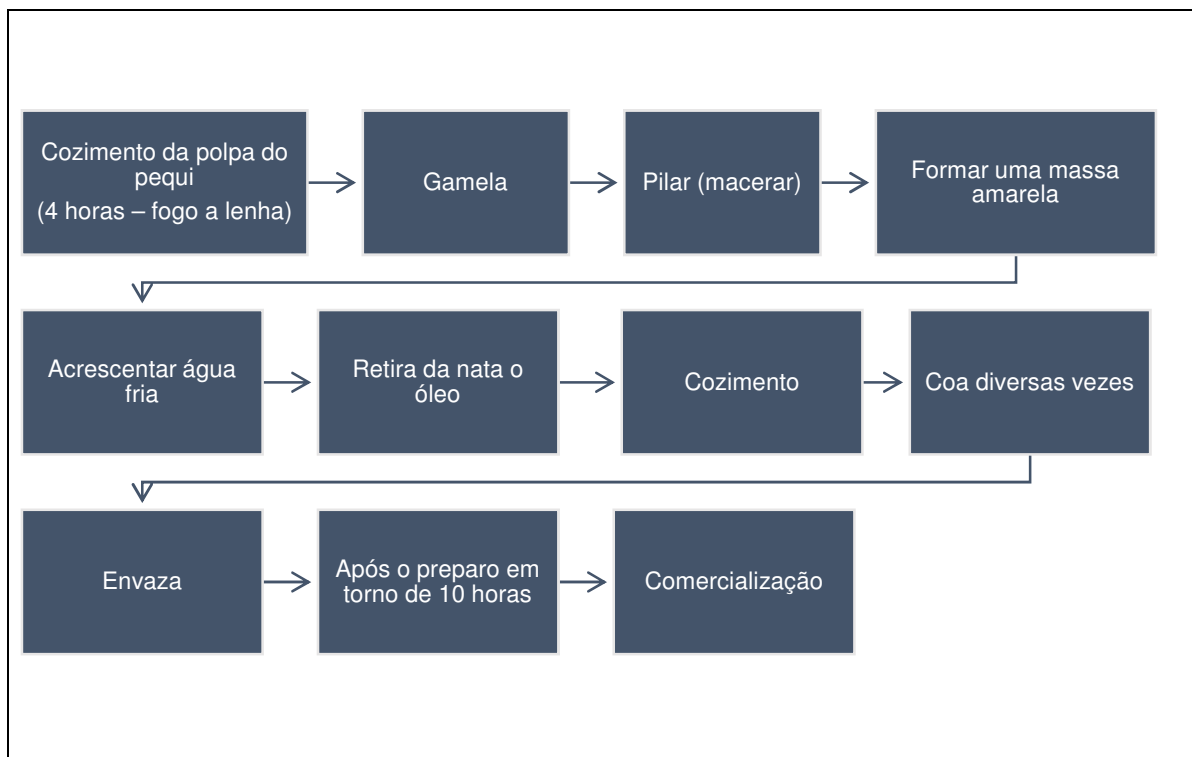 Cozimento da polpa do
pequi
(4 horas – fogo a lenha)
Gamela
Pilar (macerar)
Formar uma massa
amarela
Acrescentar água
fria
Retira da nata o
óleo
Cozimento
Coa diversas vezes
Envaza
Após o preparo em
torno de 10 horas
Comercialização